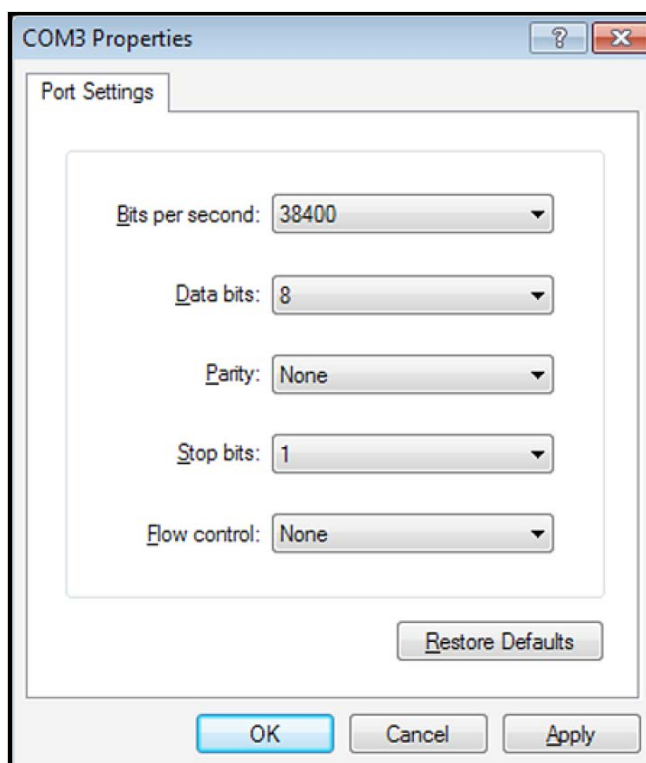 COM3 Properties
Port Settings
Bits per second: 38400
Data bits: 8
Parity: None
Stop bits: 1
Flow control: None
Restore Defaults
OK Cancel Apply